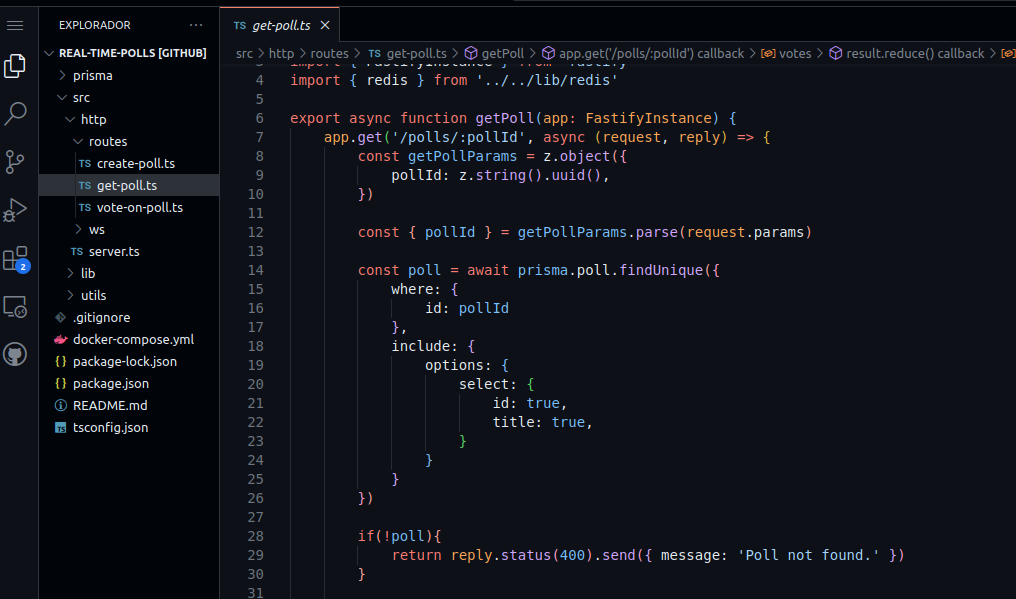 EXPLORADOR ···
REAL-TIME-POLLS [GITHUB]
prisma
src
http
routes
TS create-poll.ts
TS get-poll.ts
TS vote-on-poll.ts
ws
TS server.ts
lib
utils
.gitignore
docker-compose.yml
{} package-lock.json
{} package.json
README.md
TS tsconfig.json
2
TS get-poll.ts ×
src > http > routes > TS get-poll.ts > getPoll > app.get('/polls/:pollId') callback > votes > result.reduce() callback >
3 import { FastifyInstance } from 'fastify'
4 import { redis } from '../../lib/redis'
5
6 export async function getPoll(app: FastifyInstance) {
7 app.get('/polls/:pollId', async (request, reply) => {
8 const getPollParams = z.object({
9 pollId: z.string().uuid(),
10 })
11
12 const { pollId } = getPollParams.parse(request.params)
13
14 const poll = await prisma.poll.findUnique({
15 where: {
16 id: pollId
17 },
18 include: {
19 options: {
20 select: {
21 id: true,
22 title: true,
23 }
24 }
25 }
26 })
27
28 if(!poll){
29 return reply.status(400).send({ message: 'Poll not found.' })
30 }
31